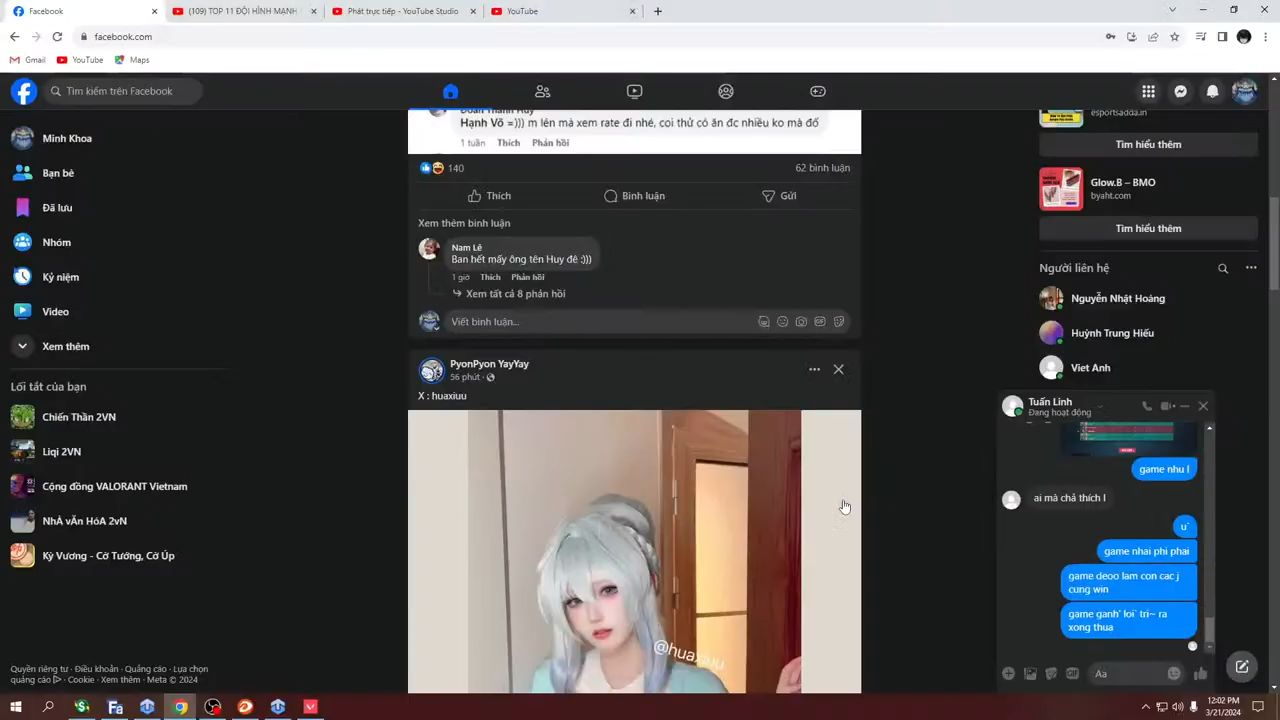 Facebook
(109) TOP 11 ĐỘI HÌNH MẠNH
Phát trực tiếp - YouTube Studio
YouTube
facebook.com
Gmail
YouTube
Maps
Tìm kiếm trên Facebook
Minh Khoa
Bạn bè
Đã lưu
Nhóm
Kỷ niệm
Video
Xem thêm
Lối tắt của bạn
Chiến Thần 2VN
Liqi 2VN
Cộng đồng VALORANT Vietnam
NhÀ vĂn HóA 2vN
Kỳ Vương - Cờ Tướng, Cờ Úp
Quyền riêng tư · Điều khoản · Quảng cáo · Lựa chọn
quảng cáo · Cookie · Xem thêm · Meta © 2024
Đoàn Thanh Huy
Hạnh Võ =))) m lên mà xem rate đi nhé, coi thử có ăn đc nhiều ko mà đố
1 tuần Thích Phản hồi
140
62 bình luận
Thích
Bình luận
Gửi
Xem thêm bình luận
Nam Lê
Ban hết mấy ông tên Huy đê :)))
1 giờ Thích Phản hồi
Xem tất cả 8 phản hồi
Viết bình luận...
PyonPyon YayYay
56 phút ·
X : huaxiuu
@huaxiuu
esportsadda.in
Tìm hiểu thêm
Glow.B – BMO
byaht.com
Tìm hiểu thêm
Người liên hệ
Nguyễn Nhật Hoàng
Huỳnh Trung Hiếu
Viet Anh
Tuấn Linh
Đang hoạt động
game nhu l
ai mà chả thích l
u`
game nhai phi phai
game deoo lam con cac j
cung win
game ganh' loi` tri~ ra
xong thua
Aa
12:02 PM
3/21/2024